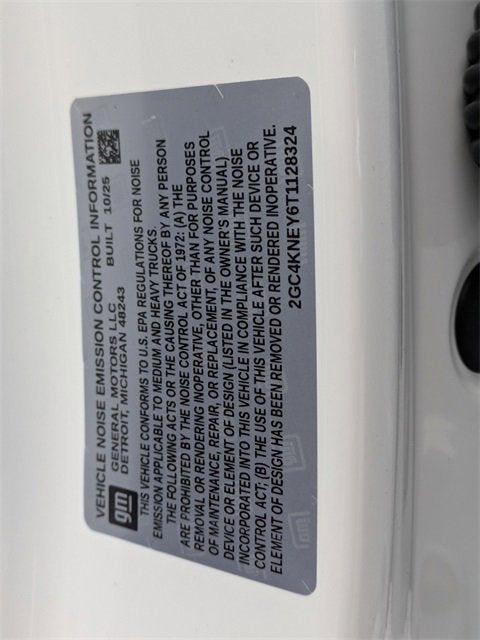 VEHICLE NOISE EMISSION CONTROL INFORMATION
gm
GENERAL MOTORS LLC BUILT 10/25
DETROIT, MICHIGAN 48243
THIS VEHICLE CONFORMS TO U.S. EPA REGULATIONS FOR NOISE
EMISSION APPLICABLE TO MEDIUM AND HEAVY TRUCKS.
THE FOLLOWING ACTS OR THE CAUSING THEREOF BY ANY PERSON
ARE PROHIBITED BY THE NOISE CONTROL ACT OF 1972: (A) THE
REMOVAL OR RENDERING INOPERATIVE, OTHER THAN FOR PURPOSES
OF MAINTENANCE, REPAIR, OR REPLACEMENT, OF ANY NOISE CONTROL
DEVICE OR ELEMENT OF DESIGN (LISTED IN THE OWNER'S MANUAL)
INCORPORATED INTO THIS VEHICLE IN COMPLIANCE WITH THE NOISE
CONTROL ACT; (B) THE USE OF THIS VEHICLE AFTER SUCH DEVICE OR
ELEMENT OF DESIGN HAS BEEN REMOVED OR RENDERED INOPERATIVE.
2GC4KNEY6T1128324